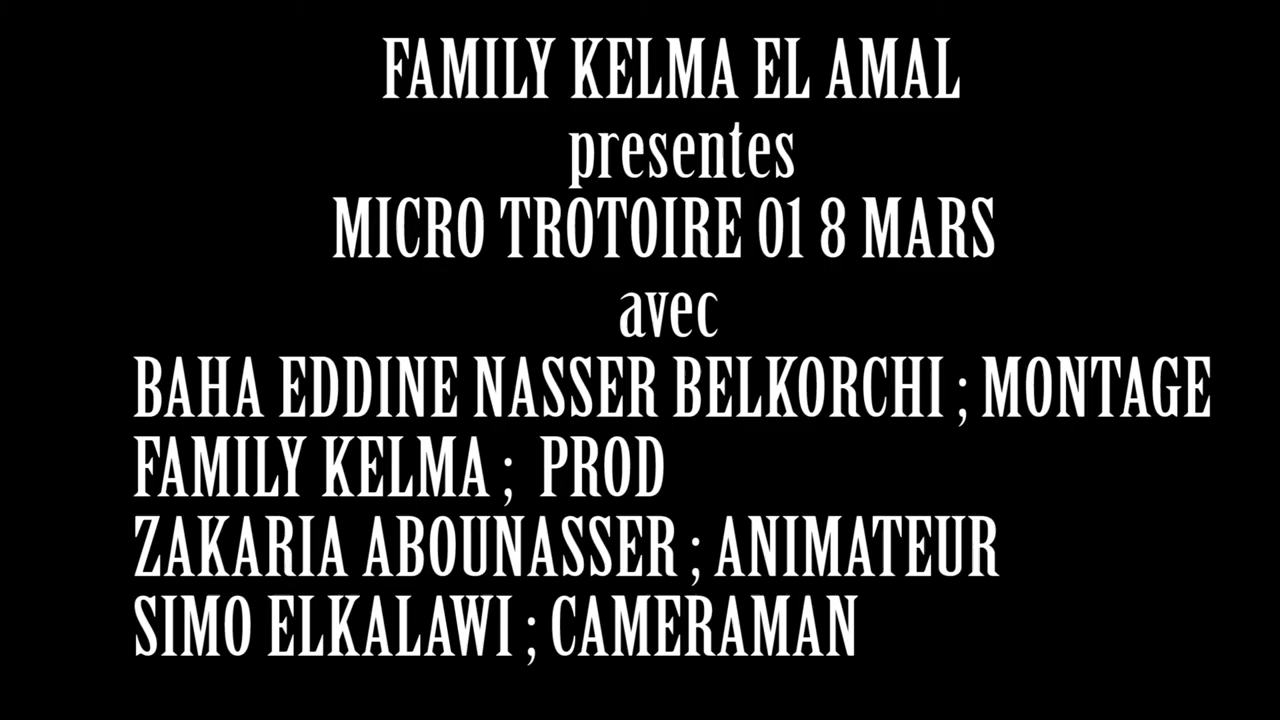 FAMILY KELMA EL AMAL
presentes
MICRO TROTOIRE 01 8 MARS
avec
BAHA EDDINE NASSER BELKORCHI ; MONTAGE
FAMILY KELMA ;  PROD
ZAKARIA ABOUNASSER ; ANIMATEUR
SIMO ELKALAWI ; CAMERAMAN